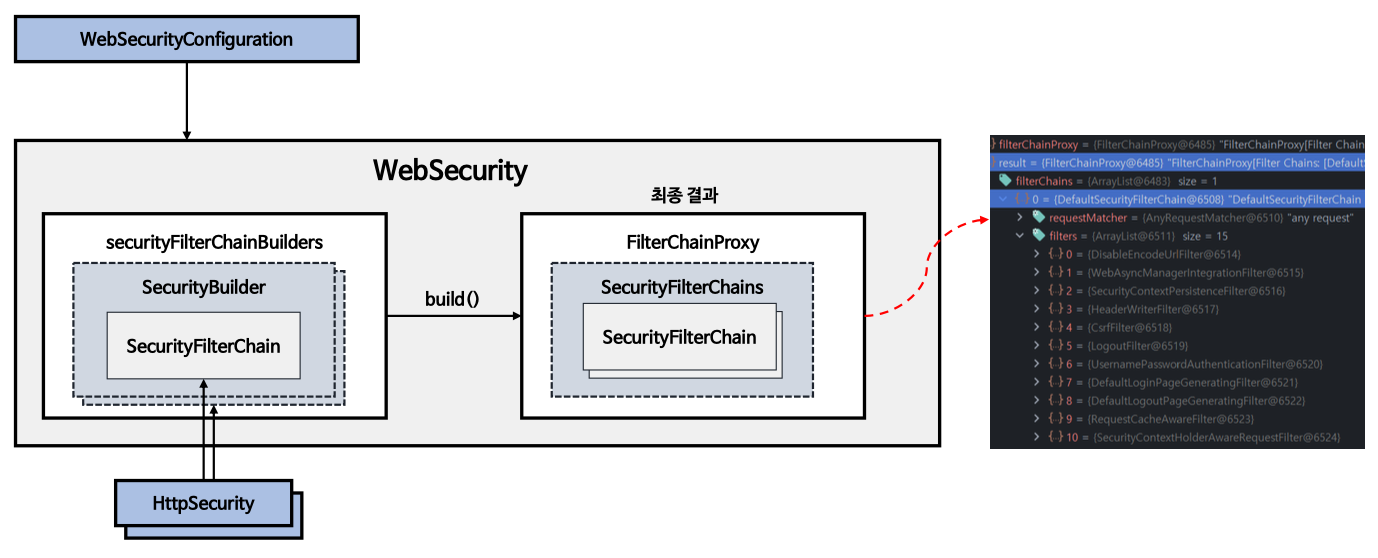 WebSecurityConfiguration
WebSecurity
최종 결과
securityFilterChainBuilders
SecurityBuilder
SecurityFilterChain
build()
FilterChainProxy
SecurityFilterChains
SecurityFilterChain
HttpSecurity
filterChainProxy = {FilterChainProxy@6485} "FilterChainProxy[Filter Chain
result = {FilterChainProxy@6485} "FilterChainProxy[Filter Chains: [Default
filterChains = {ArrayList@6483} size = 1
0 = {DefaultSecurityFilterChain@6508} "DefaultSecurityFilterChain
requestMatcher = {AnyRequestMatcher@6510} "any request"
filters = {ArrayList@6511} size = 15
0 = {DisableEncodeUrlFilter@6514}
1 = {WebAsyncManagerIntegrationFilter@6515}
2 = {SecurityContextPersistenceFilter@6516}
3 = {HeaderWriterFilter@6517}
4 = {CsrfFilter@6518}
5 = {LogoutFilter@6519}
6 = {UsernamePasswordAuthenticationFilter@6520}
7 = {DefaultLoginPageGeneratingFilter@6521}
8 = {DefaultLogoutPageGeneratingFilter@6522}
9 = {RequestCacheAwareFilter@6523}
10 = {SecurityContextHolderAwareRequestFilter@6524}